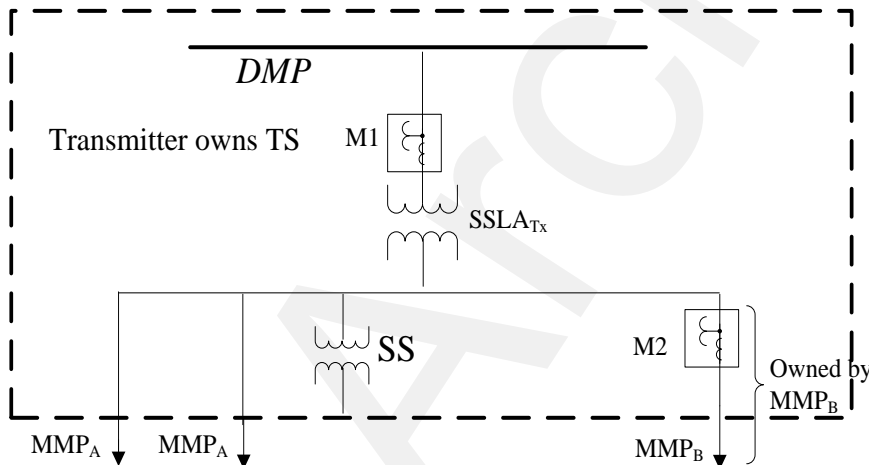 DMP
Transmitter owns TS
M1
SSLA_Tx
SS
M2
Owned by
MMP_B
MMP_A
MMP_A
MMP_B